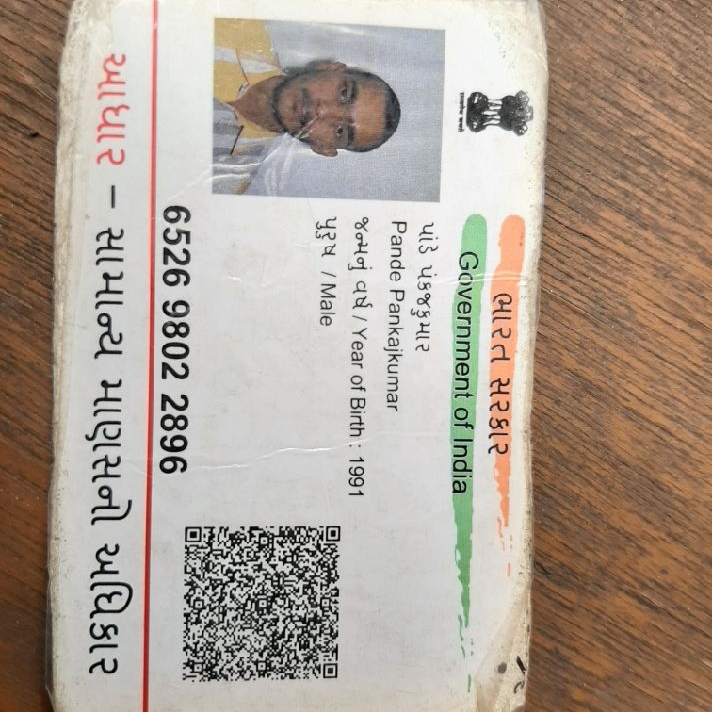 ભારત સરકાર
Government of India
પાંડે પંકજકુમાર
Pande Pankajkumar
જન્મનું વર્ષ / Year of Birth : 1991
પુરુષ / Male
6526 9802 2896
આધાર – સામાન્ય માણસનો અધિકાર